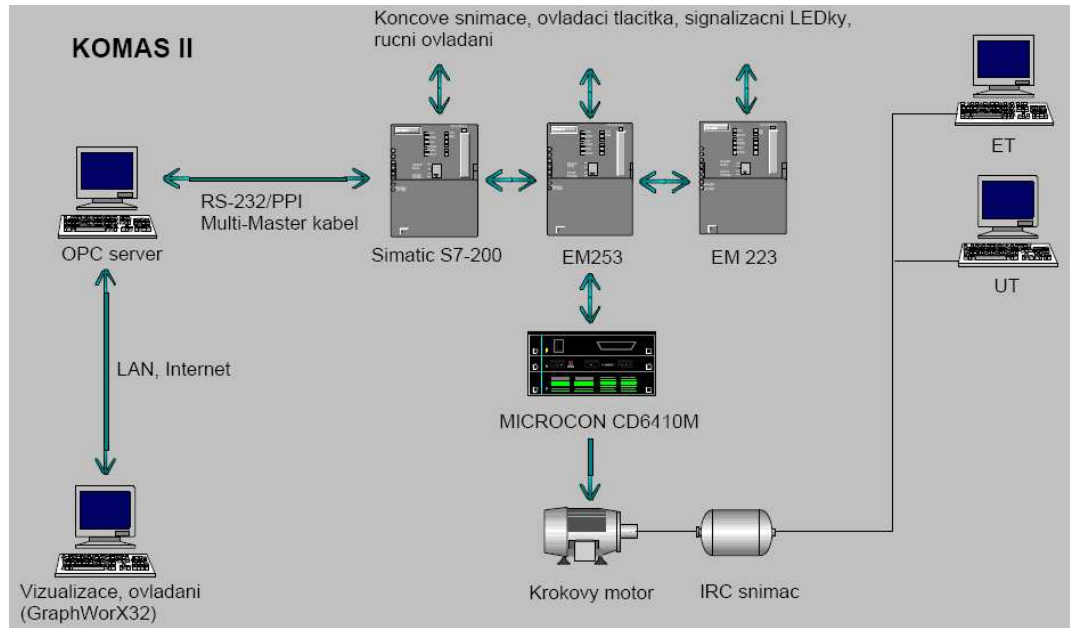 Koncove snimace, ovladaci tlacitka, signalizacni LEDky,
rucni ovladani
KOMAS II
ET
RS-232/PPI
Multi-Master kabel
OPC server
Simatic S7-200
EM253
EM 223
UT
LAN, Internet
MICROCON CD6410M
Vizualizace, ovladani
(GraphWorX32)
Krokovy motor
IRC snimac